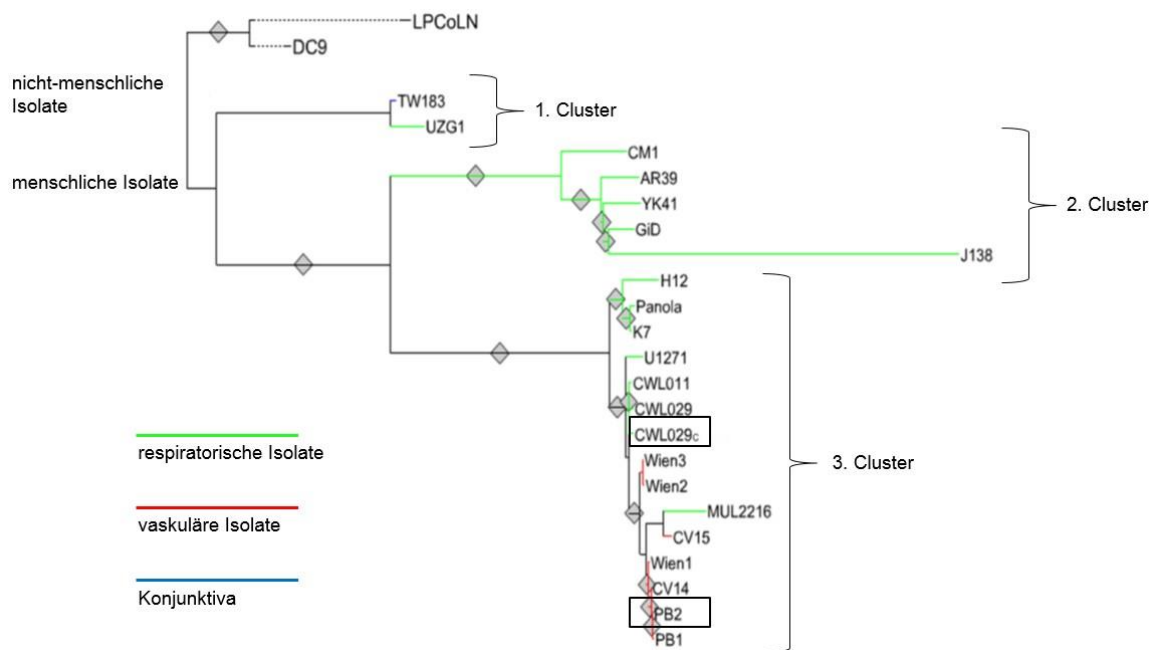 LPCoLN
DC9
nicht-menschliche
Isolate
TW183
UZG1
1. Cluster
menschliche Isolate
CM1
AR39
YK41
GiD
J138
2. Cluster
H12
Panola
K7
U1271
CWL011
CWL029
CWL029c
Wien3
Wien2
MUL2216
CV15
Wien1
CV14
PB2
PB1
3. Cluster
respiratorische Isolate
vaskuläre Isolate
Konjunktiva